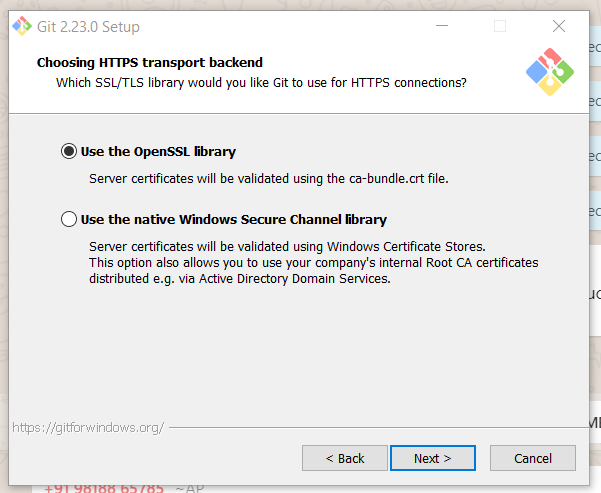 Git 2.23.0 Setup
Choosing HTTPS transport backend
Which SSL/TLS library would you like Git to use for HTTPS connections?
Use the OpenSSL library
Server certificates will be validated using the ca-bundle.crt file.
Use the native Windows Secure Channel library
Server certificates will be validated using Windows Certificate Stores.
This option also allows you to use your company's internal Root CA certificates
distributed e.g. via Active Directory Domain Services.
https://gitforwindows.org/
< Back
Next >
Cancel
+91 98188 65785 ~AP